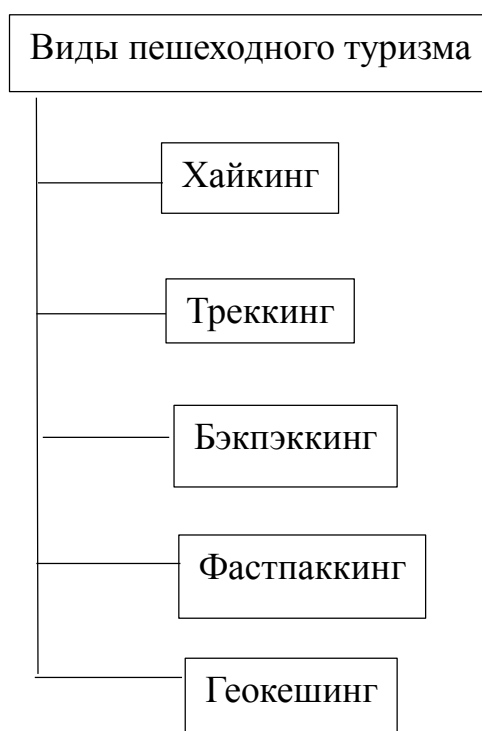 Виды пешеходного туризма
Хайкинг
Треккинг
Бэкпэккинг
Фастпаккинг
Геокешинг